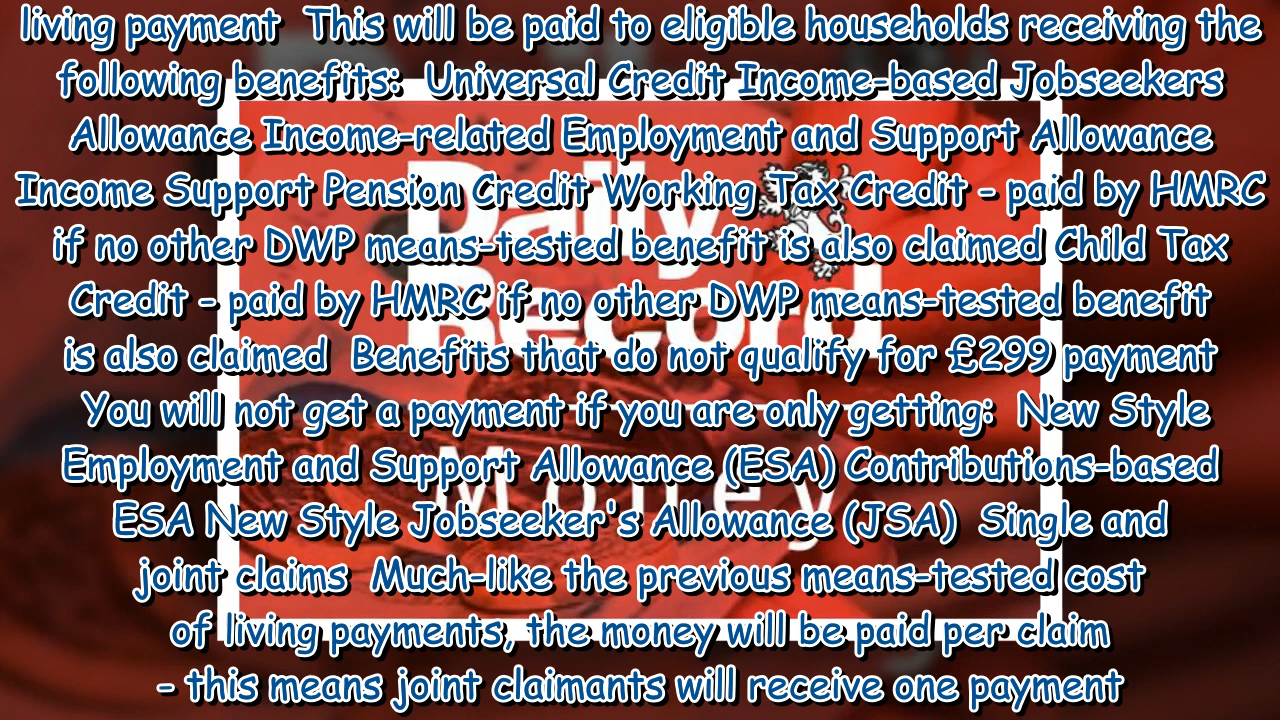 living payment This will be paid to eligible households receiving the
following benefits: Universal Credit Income-based Jobseekers
Allowance Income-related Employment and Support Allowance
Income Support Pension Credit Working Tax Credit - paid by HMRC
if no other DWP means-tested benefit is also claimed Child Tax
Credit - paid by HMRC if no other DWP means-tested benefit
is also claimed Benefits that do not qualify for £299 payment
You will not get a payment if you are only getting: New Style
Employment and Support Allowance (ESA) Contributions-based
ESA New Style Jobseeker's Allowance (JSA) Single and
joint claims Much-like the previous means-tested cost
of living payments, the money will be paid per claim
- this means joint claimants will receive one payment
Daily
Record
Money